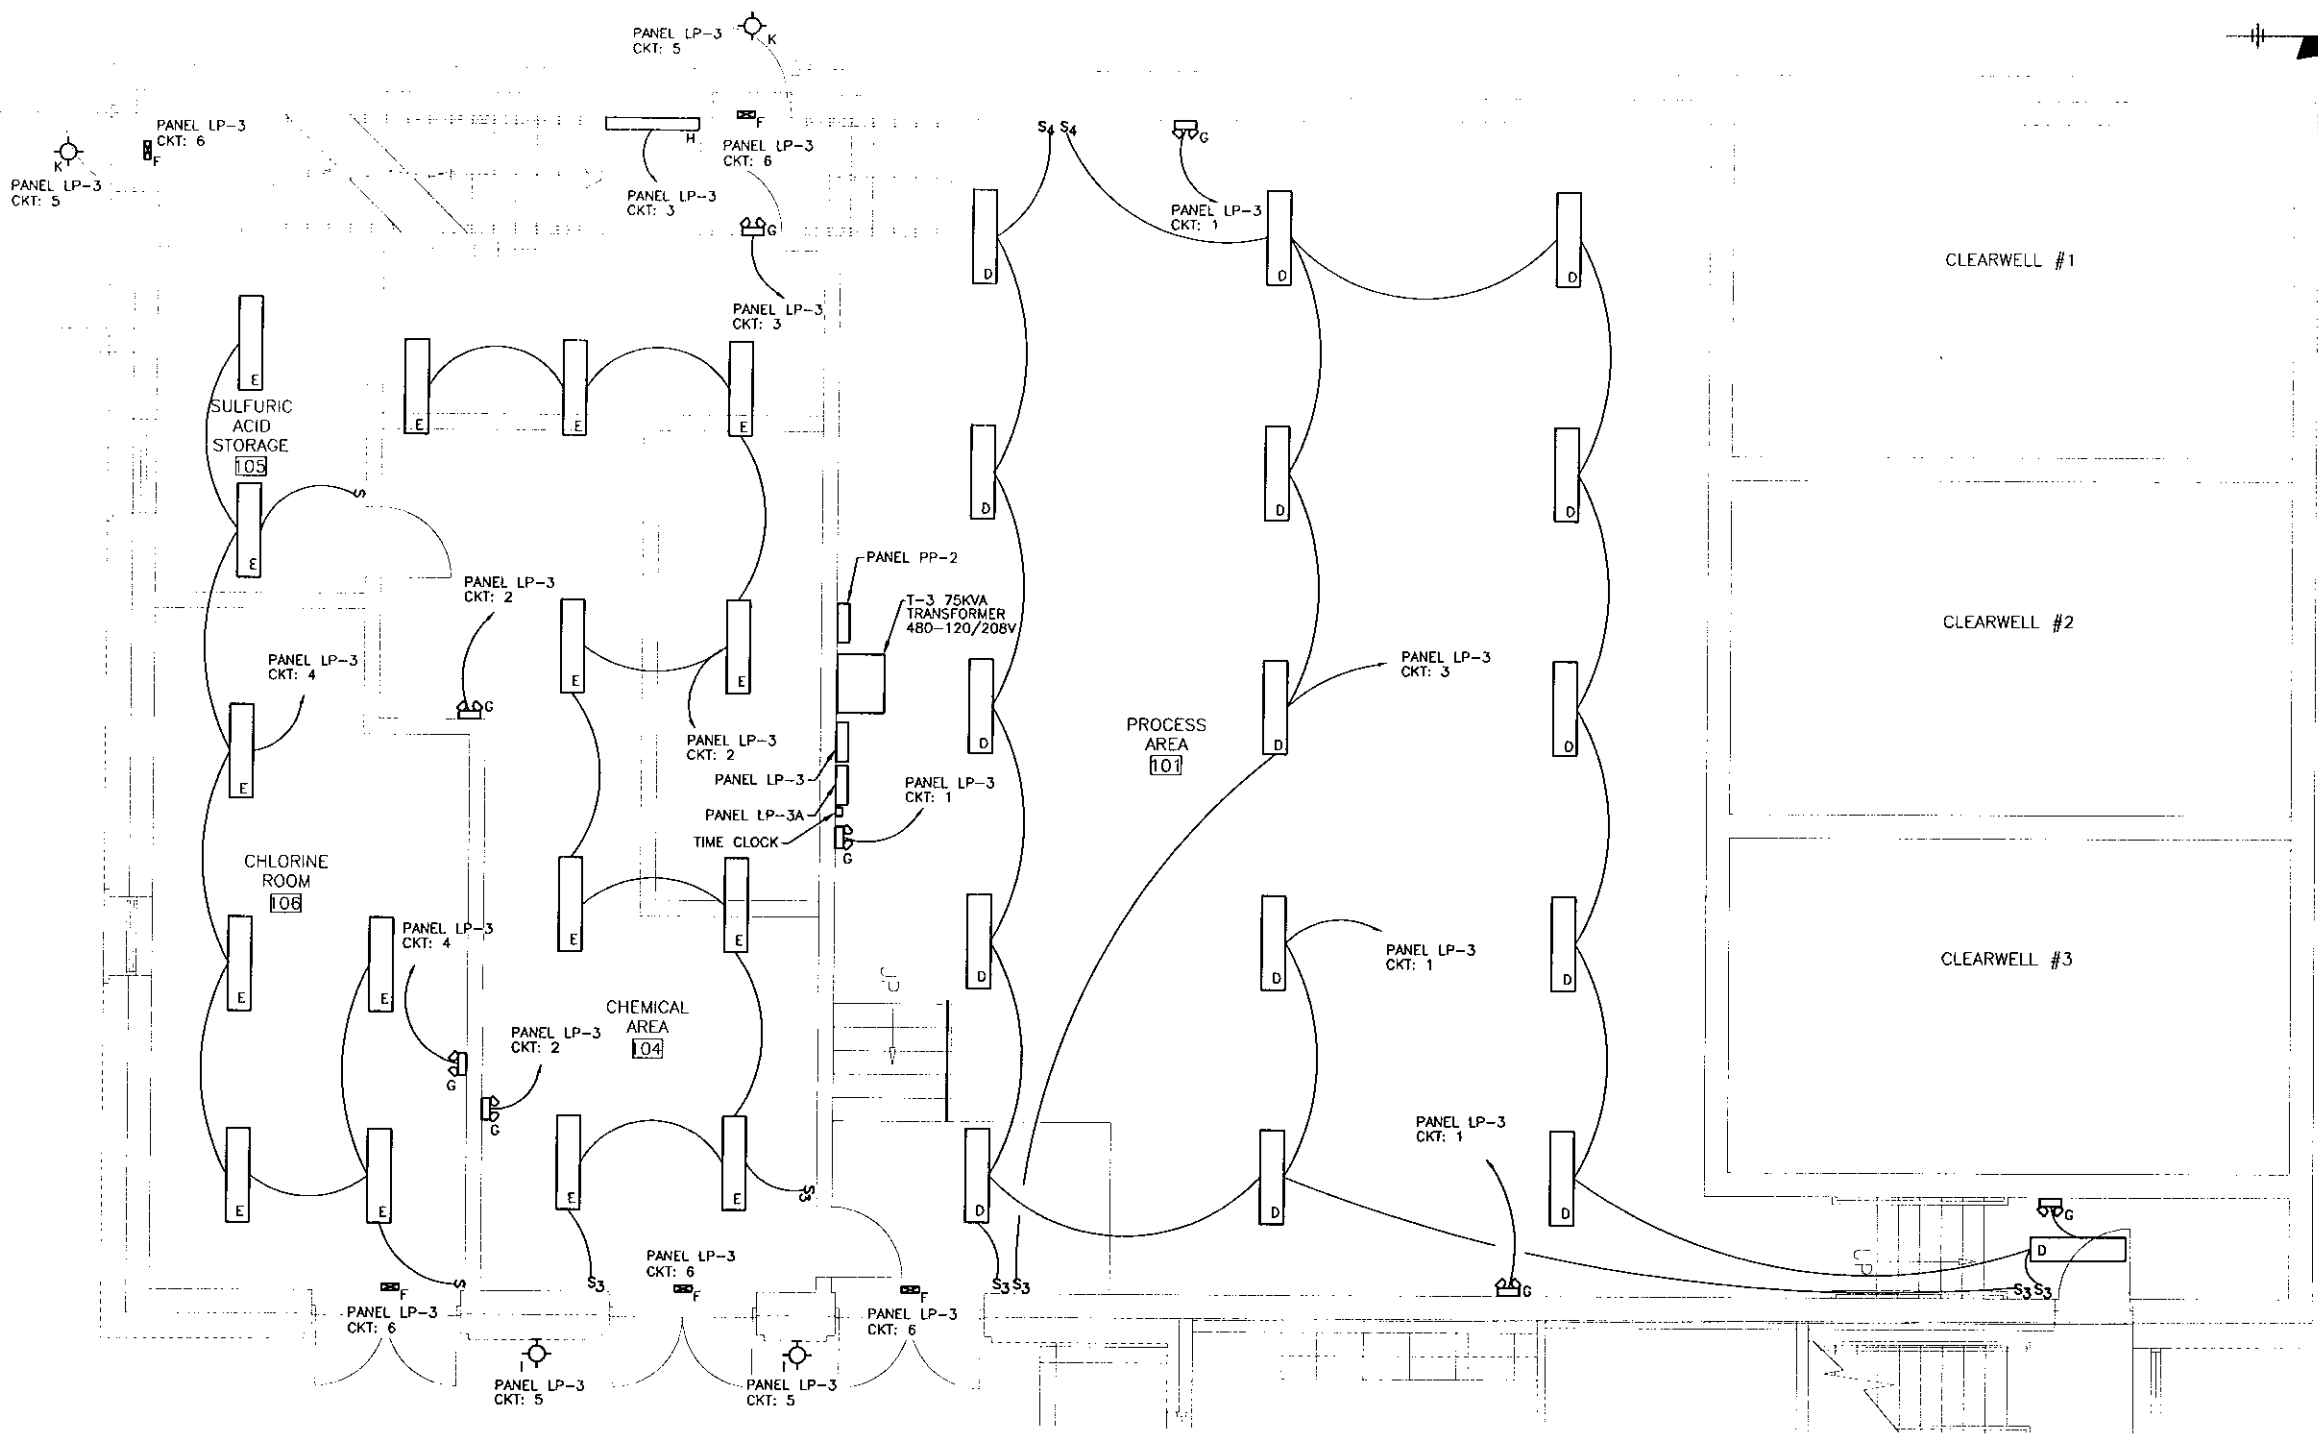 PANEL LP-3
CKT: 5
K
PANEL LP-3
CKT: 6
F
K
PANEL LP-3
CKT: 5
H
PANEL LP-3
CKT: 3
F
PANEL LP-3
CKT: 6
G
PANEL LP-3
CKT: 3
S4 S4
G
PANEL LP-3
CKT: 1
D
D
D
CLEARWELL #1
E
SULFURIC
ACID
STORAGE
105
E
E
E
S
E
D
D
D
PANEL LP-3
CKT: 2
G
PANEL PP-2
T-3 75KVA
TRANSFORMER
480-120/208V
CLEARWELL #2
PANEL LP-3
CKT: 4
E
E
E
PANEL LP-3
CKT: 2
PANEL LP-3
PANEL LP-3A
TIME CLOCK
PANEL LP-3
CKT: 1
G
D
PROCESS
AREA
101
D
PANEL LP-3
CKT: 3
D
CHLORINE
ROOM
106
E
E
PANEL LP-3
CKT: 4
G
E
E
CHEMICAL
AREA
104
PANEL LP-3
CKT: 2
G
UP
D
D
PANEL LP-3
CKT: 1
D
CLEARWELL #3
E
E
E
E
S3
D
D
PANEL LP-3
CKT: 1
D
G
G
D
UP
S3 S3
S
F
PANEL LP-3
CKT: 6
S3
PANEL LP-3
CKT: 6
F
F
PANEL LP-3
CKT: 6
S3 S3
I
PANEL LP-3
CKT: 5
I
PANEL LP-3
CKT: 5